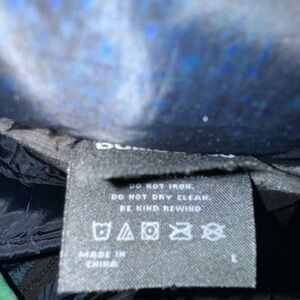 DO NOT IRON.
DO NOT DRY CLEAN.
BE KIND REWIND
MADE IN
CHINA
L